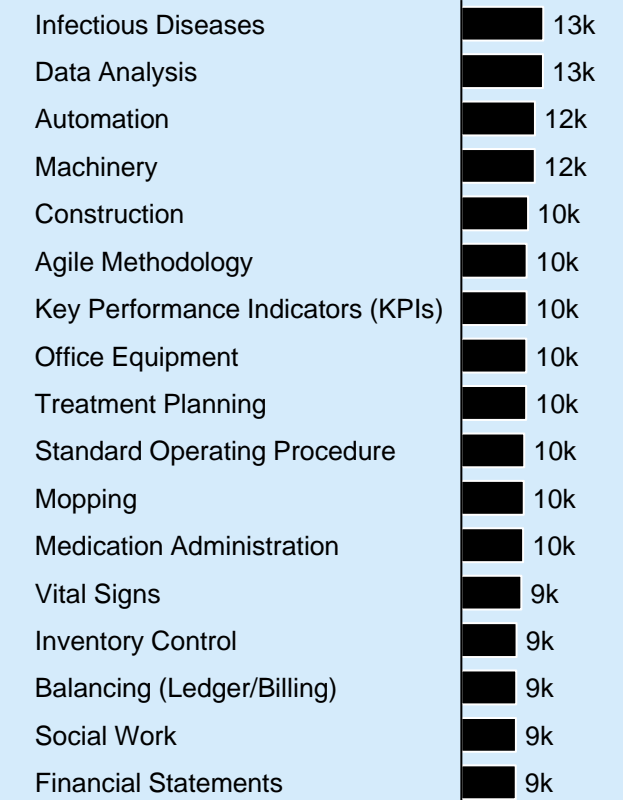 Infectious Diseases 13k
Data Analysis 13k
Automation 12k
Machinery 12k
Construction 10k
Agile Methodology 10k
Key Performance Indicators (KPIs) 10k
Office Equipment 10k
Treatment Planning 10k
Standard Operating Procedure 10k
Mopping 10k
Medication Administration 10k
Vital Signs 9k
Inventory Control 9k
Balancing (Ledger/Billing) 9k
Social Work 9k
Financial Statements 9k